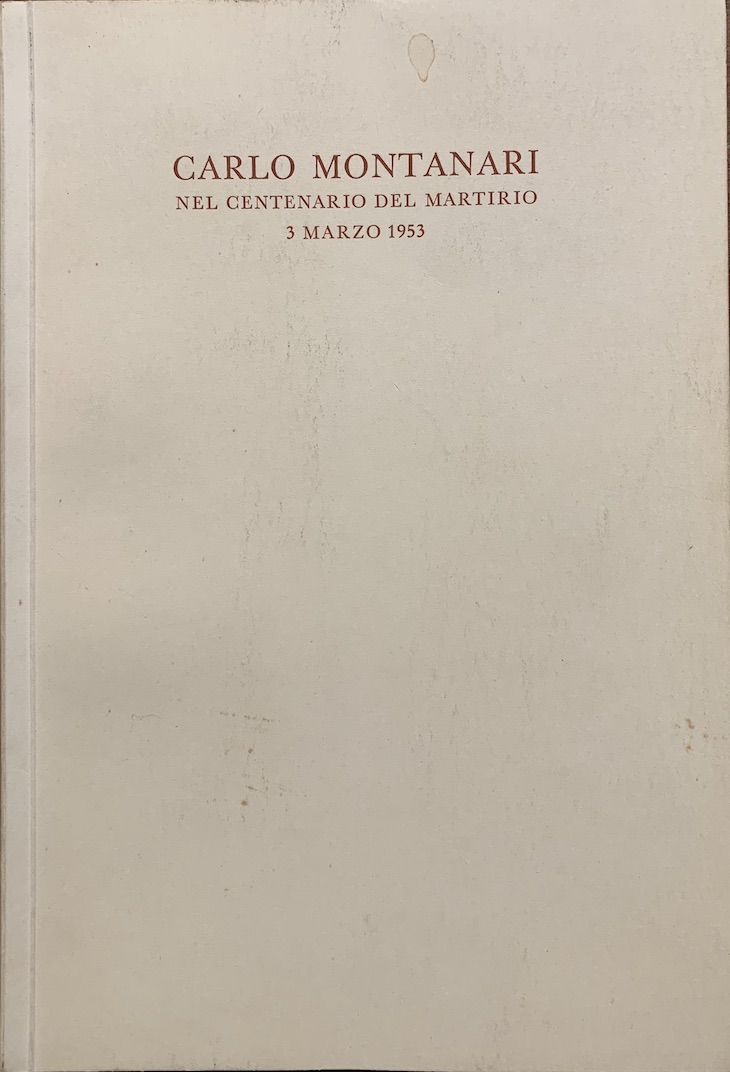 CARLO MONTANARI
NEL CENTENARIO DEL MARTIRIO
3 MARZO 1953